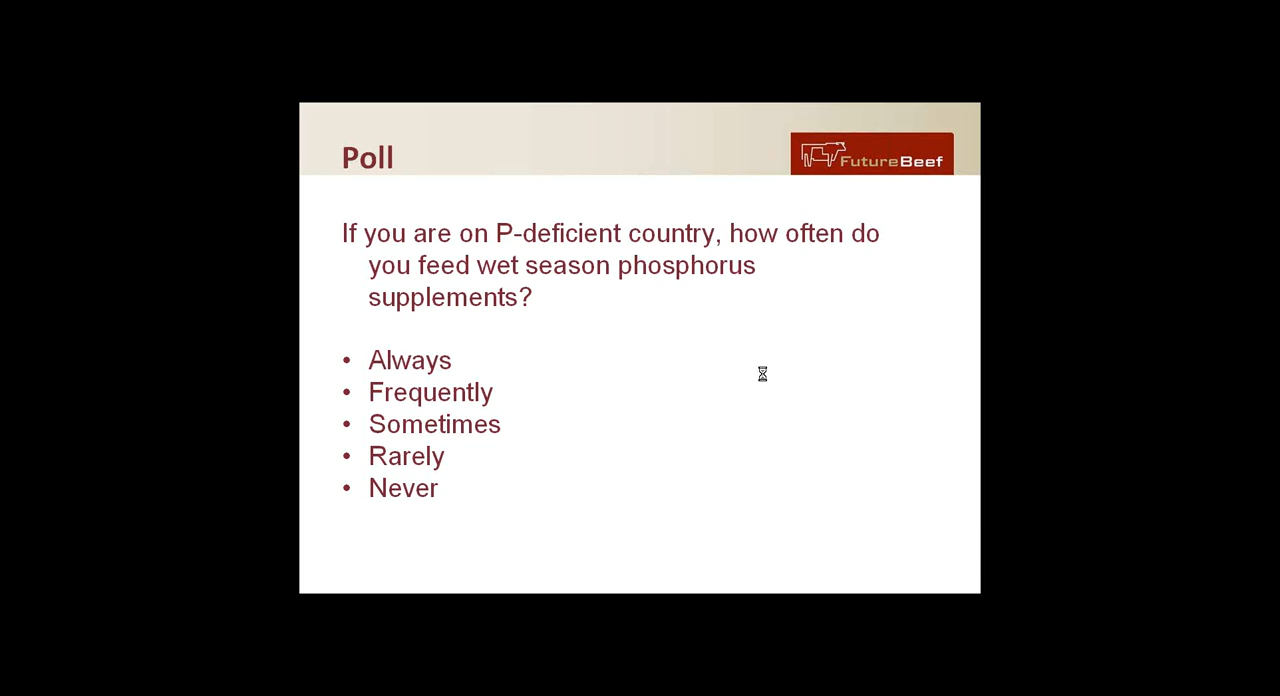 Poll
FutureBeef
If you are on P-deficient country, how often do
you feed wet season phosphorus
supplements?
• Always
• Frequently
• Sometimes
• Rarely
• Never